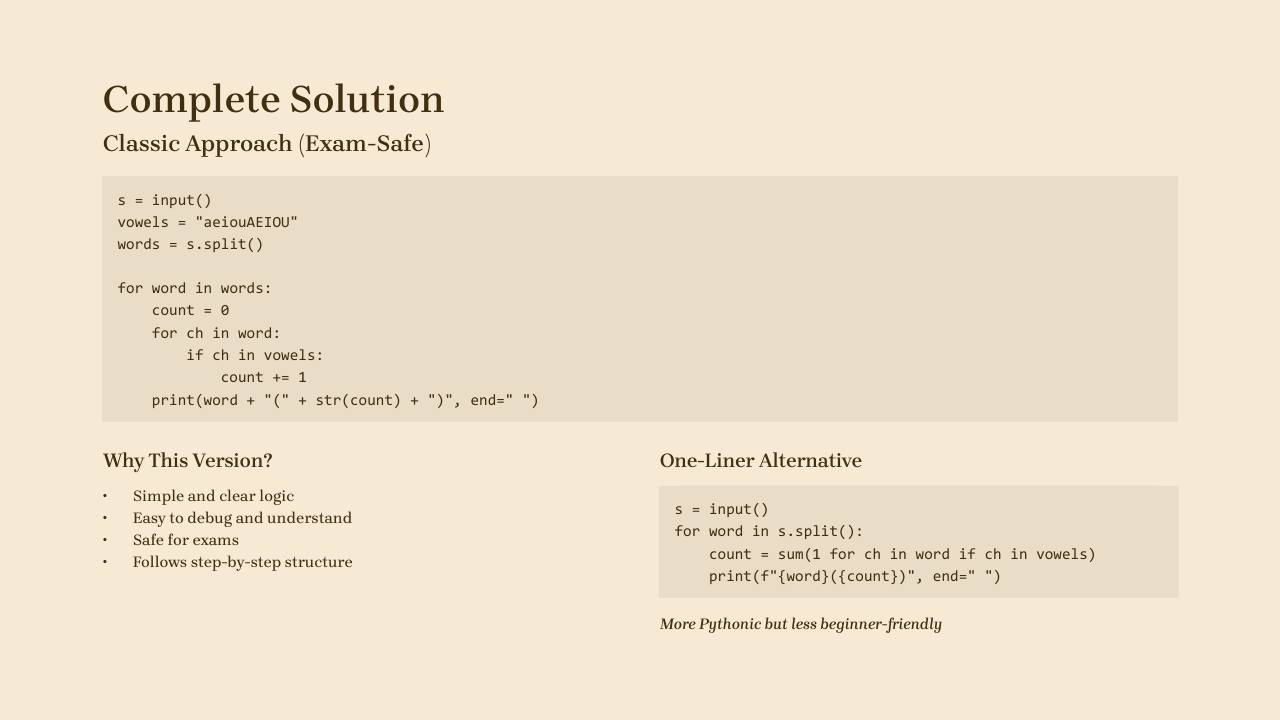 Complete Solution
Classic Approach (Exam-Safe)
s = input()
vowels = "aeiouAEIOU"
words = s.split()

for word in words:
    count = 0
    for ch in word:
        if ch in vowels:
            count += 1
    print(word + "(" + str(count) + ")", end=" ")
Why This Version?
• Simple and clear logic
• Easy to debug and understand
• Safe for exams
• Follows step-by-step structure
One-Liner Alternative
s = input()
for word in s.split():
    count = sum(1 for ch in word if ch in vowels)
    print(f"{word}({count})", end=" ")
More Pythonic but less beginner-friendly